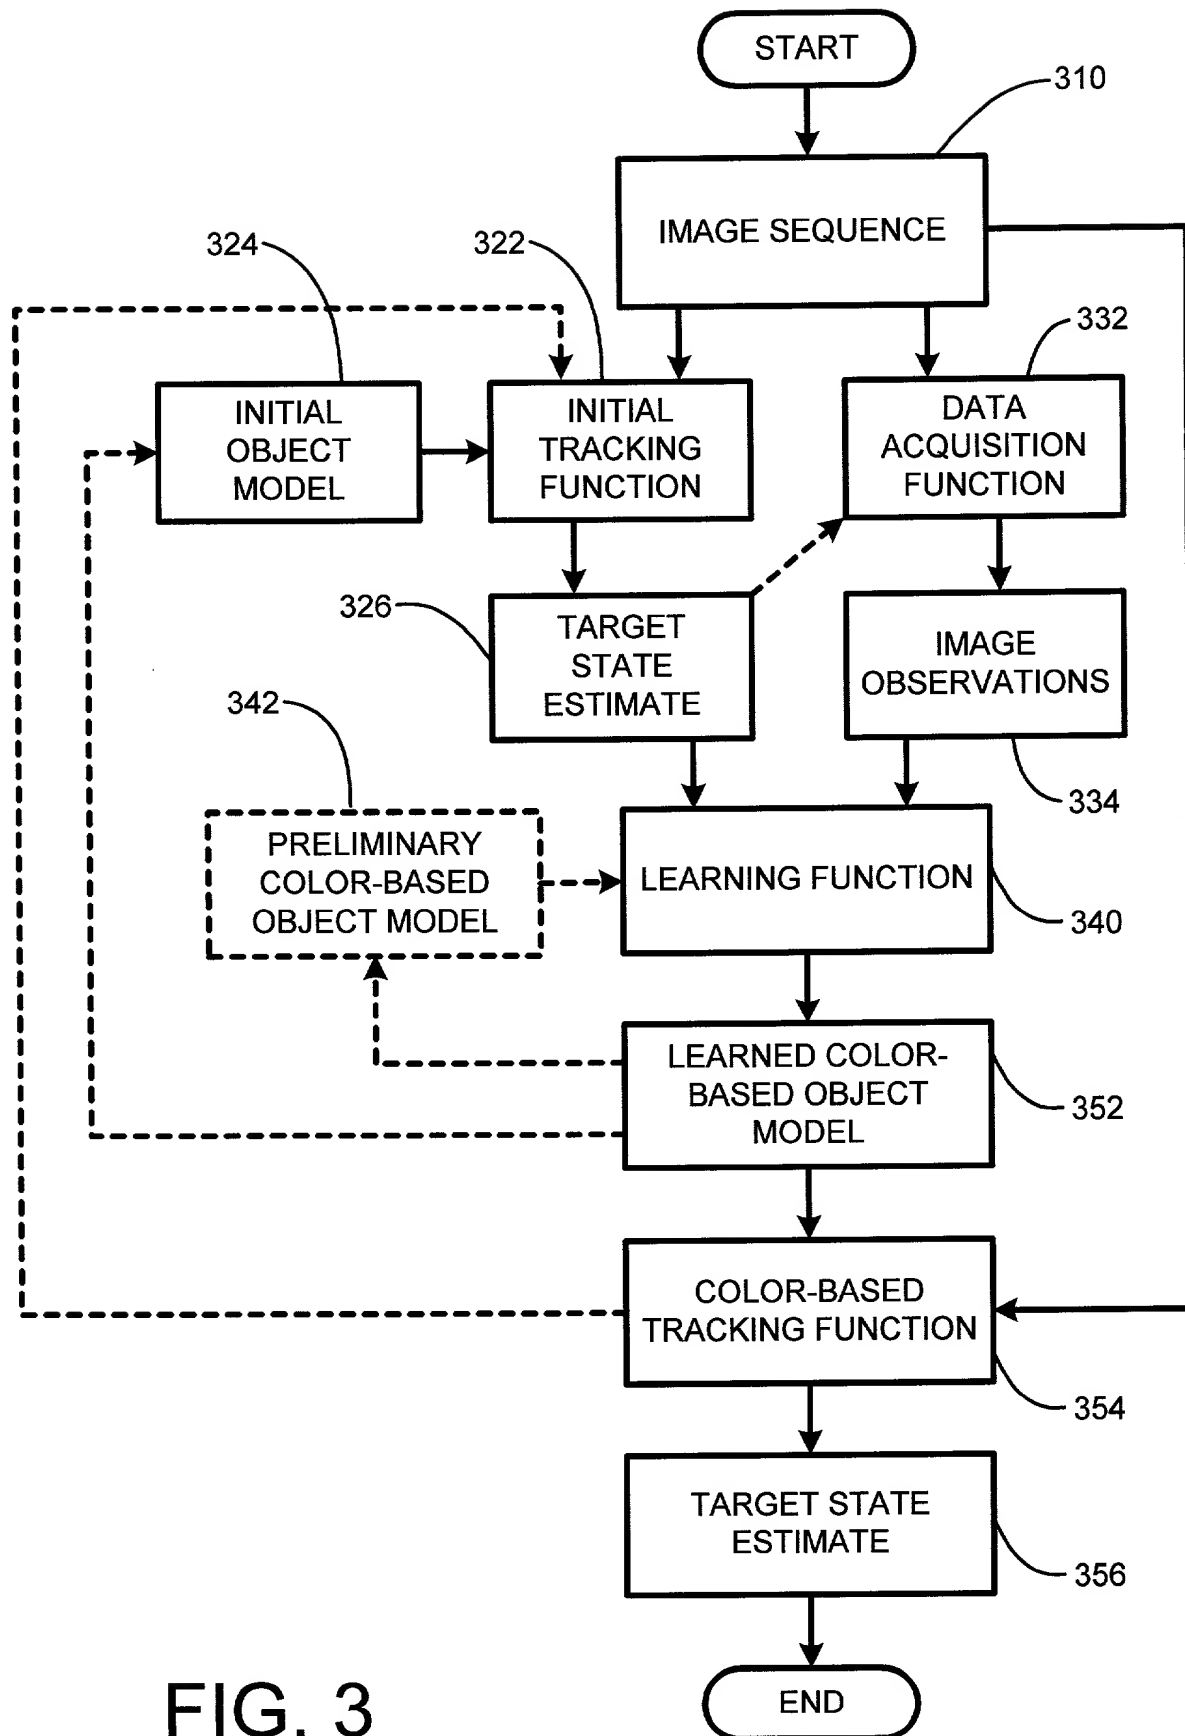 START
310
IMAGE SEQUENCE
324
322
332
INITIAL
OBJECT
MODEL
INITIAL
TRACKING
FUNCTION
DATA
ACQUISITION
FUNCTION
326
TARGET
STATE
ESTIMATE
IMAGE
OBSERVATIONS
342
334
PRELIMINARY
COLOR-BASED
OBJECT MODEL
LEARNING FUNCTION
340
LEARNED COLOR-
BASED OBJECT
MODEL
352
COLOR-BASED
TRACKING FUNCTION
354
TARGET STATE
ESTIMATE
356
END
FIG. 3